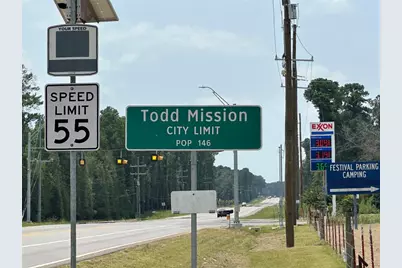 YOUR SPEED
SPEED
LIMIT
55
Todd Mission
CITY LIMIT
POP 146
EXXON
FESTIVAL PARKING
CAMPING